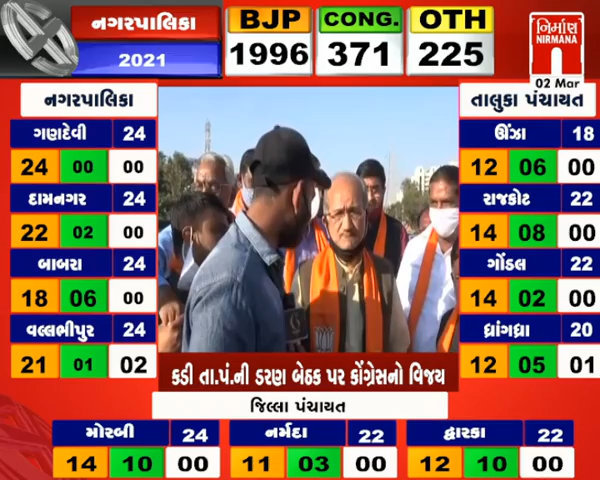 નગરપાલિકા
2021
BJP CONG. OTH
1996 371 225
નિર્માણ
NIRMANA
02 Mar
નગરપાલિકા
ગણદેવી 24
24 00 00
દામનગર 24
22 02 00
બાબરા 24
18 06 00
વલ્લભીપુર 24
21 01 02
તાલુકા પંચાયત
ઊંઝા 18
12 06 00
રાજકોટ 22
14 08 00
ગોંડલ 22
14 02 00
ધ્રાંગધ્રા 20
12 05 01
કડી તા.પં.ની ડરણ બેઠક પર કોંગ્રેસનો વિજય
જિલ્લા પંચાયત
મોરબી 24 નર્મદા 22 દ્વારકા 22
14 10 00 11 03 00 12 10 00